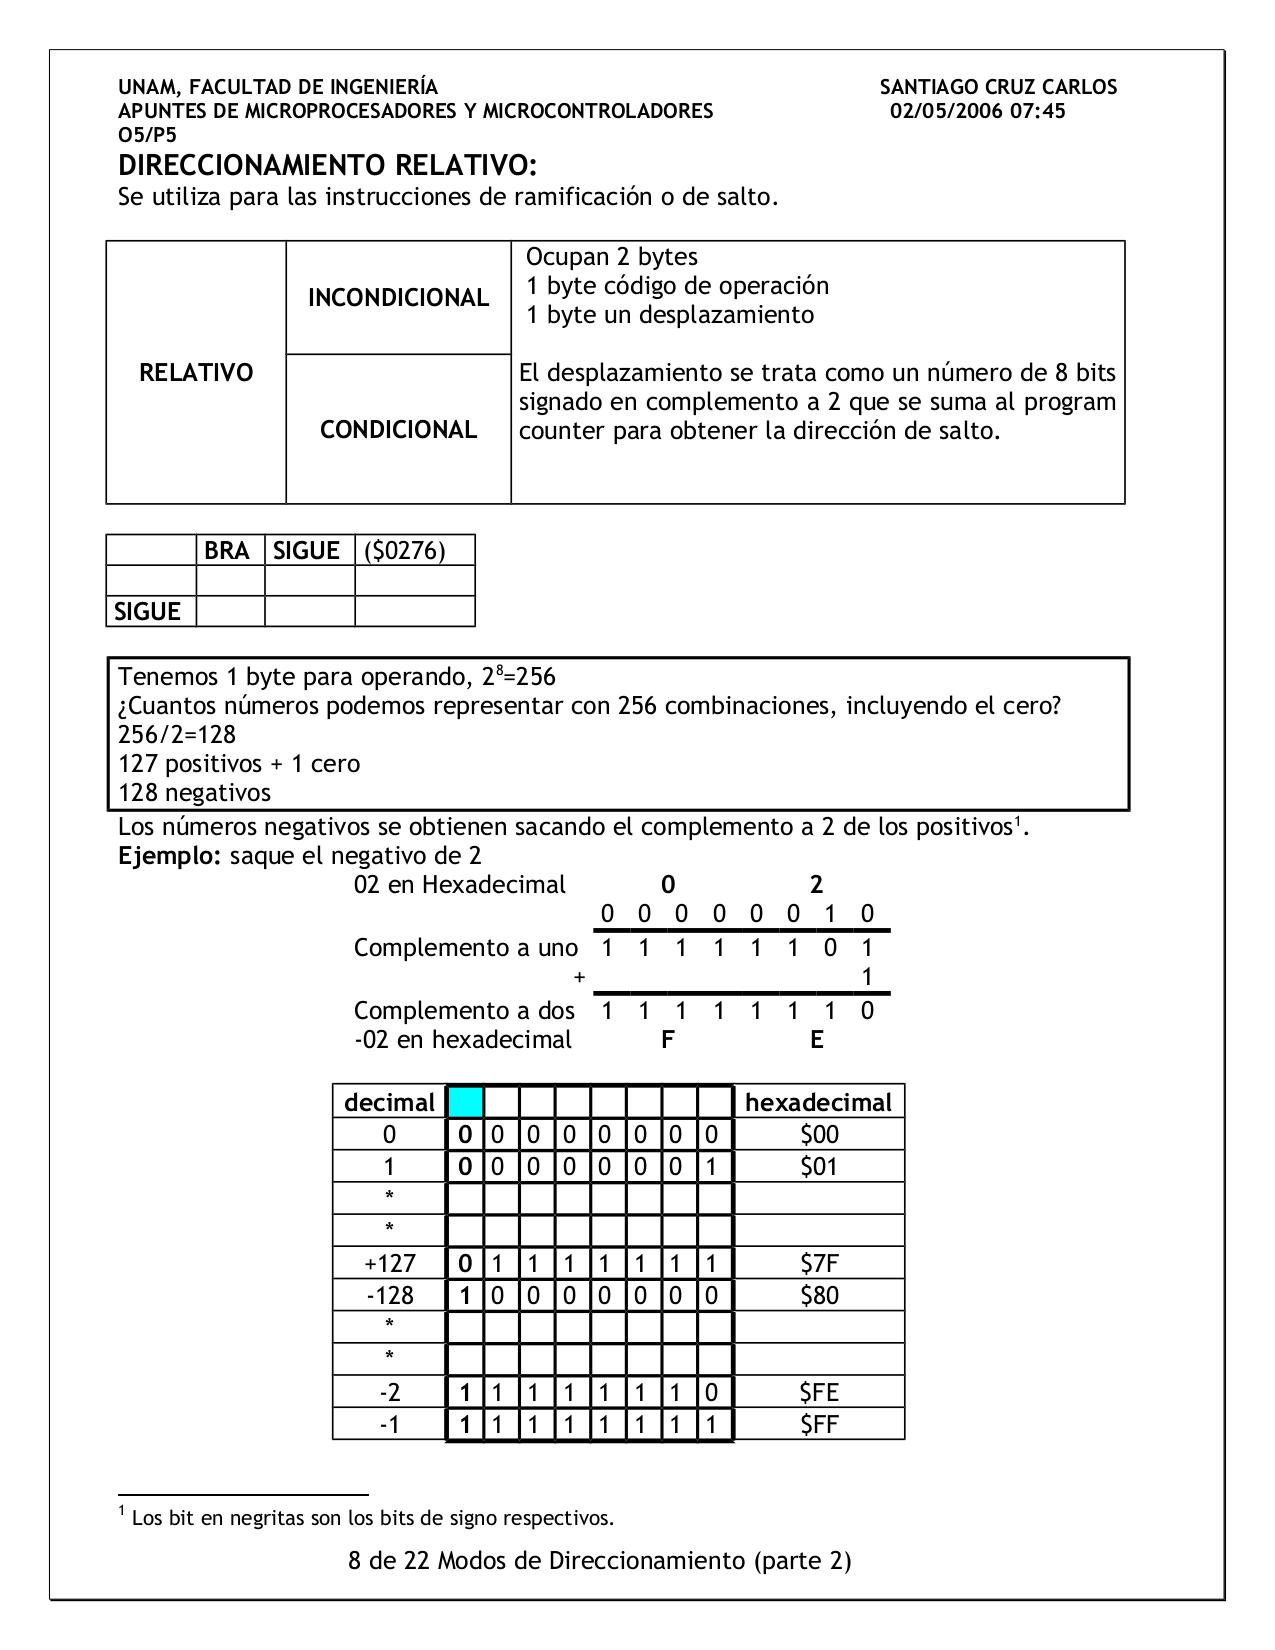 UNAM, FACULTAD DE INGENIERÍA SANTIAGO CRUZ CARLOS
APUNTES DE MICROPROCESADORES Y MICROCONTROLADORES 02/05/2006 07:45
O5/P5
DIRECCIONAMIENTO RELATIVO:
Se utiliza para las instrucciones de ramificación o de salto.
RELATIVO
INCONDICIONAL
CONDICIONAL
Ocupan 2 bytes
1 byte código de operación
1 byte un desplazamiento
El desplazamiento se trata como un número de 8 bits
signado en complemento a 2 que se suma al program
counter para obtener la dirección de salto.
BRA SIGUE ($0276)
SIGUE
Tenemos 1 byte para operando, 2⁸=256
¿Cuantos números podemos representar con 256 combinaciones, incluyendo el cero?
256/2=128
127 positivos + 1 cero
128 negativos
Los números negativos se obtienen sacando el complemento a 2 de los positivos¹.
Ejemplo: saque el negativo de 2
02 en Hexadecimal 0 2
0 0 0 0 0 0 1 0
Complemento a uno 1 1 1 1 1 1 0 1
+ 1
Complemento a dos 1 1 1 1 1 1 1 0
-02 en hexadecimal F E
decimal hexadecimal
0 0 0 0 0 0 0 0 0 $00
1 0 0 0 0 0 0 0 1 $01
*
*
+127 0 1 1 1 1 1 1 1 $7F
-128 1 0 0 0 0 0 0 0 $80
*
*
-2 1 1 1 1 1 1 1 0 $FE
-1 1 1 1 1 1 1 1 1 $FF
¹ Los bit en negritas son los bits de signo respectivos.
8 de 22 Modos de Direccionamiento (parte 2)